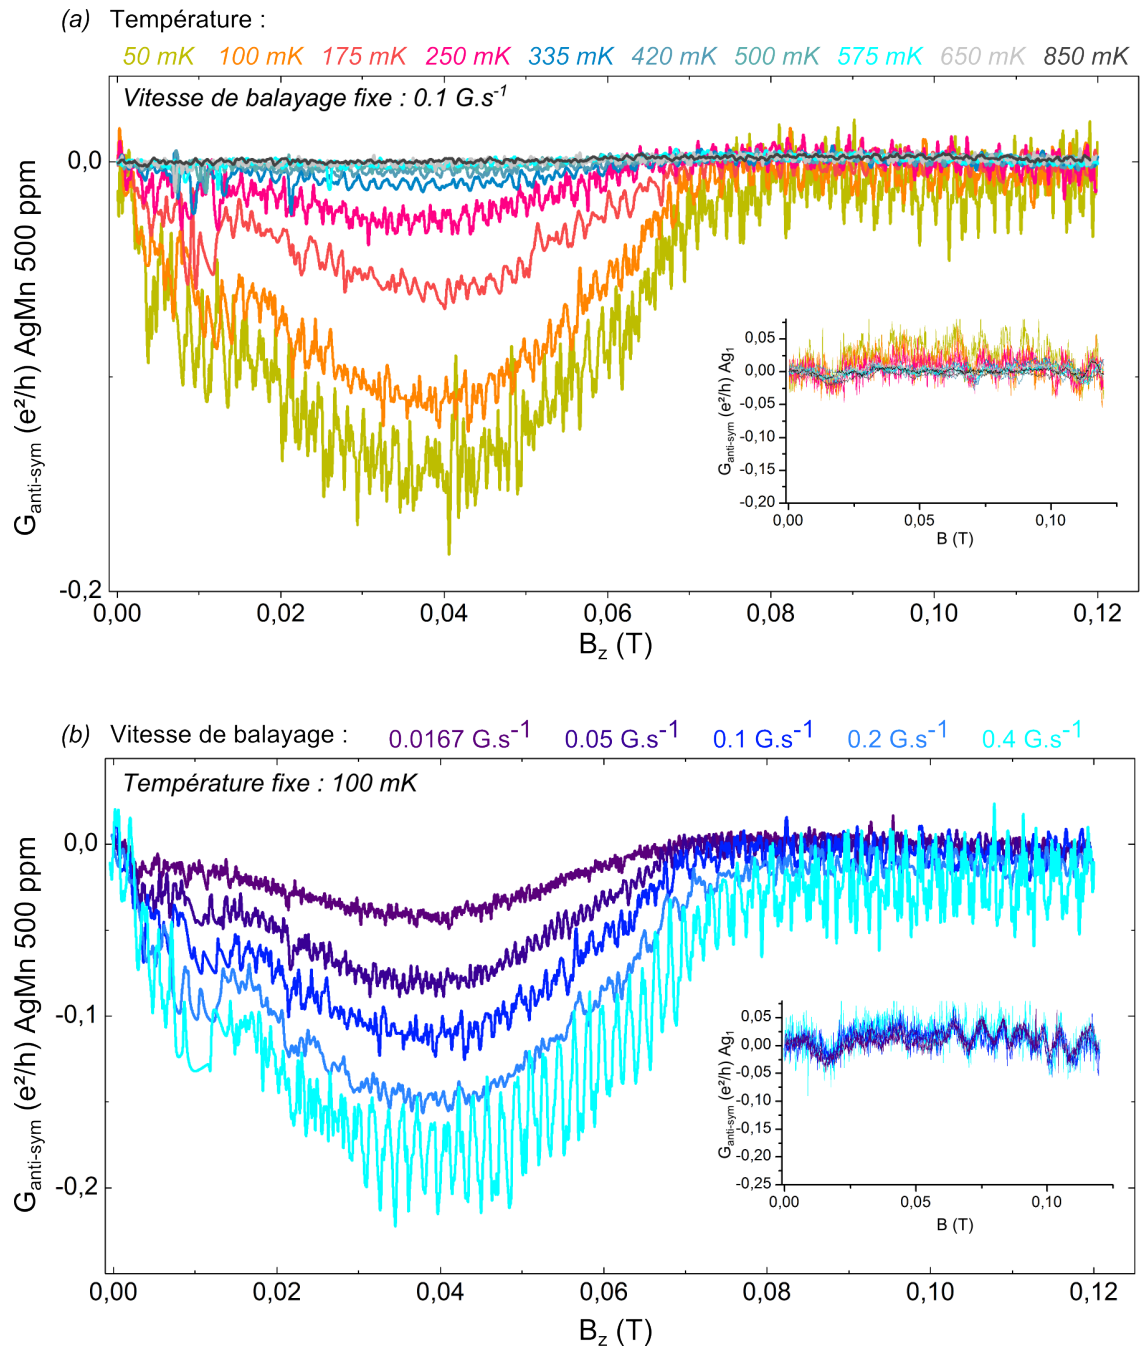 (a) Température :
50 mK 100 mK 175 mK 250 mK 335 mK 420 mK 500 mK 575 mK 650 mK 850 mK
Vitesse de balayage fixe : 0.1 G.s⁻¹
G_anti-sym (e²/h) AgMn 500 ppm
0,0
-0,2
0,00 0,02 0,04 0,06 0,08 0,10 0,12
B_z (T)
G_anti-sym (e²/h) Ag₁
0,05
0,00
-0,05
-0,10
-0,15
-0,20
0,00 0,05 0,10
B (T)
(b) Vitesse de balayage : 0.0167 G.s⁻¹ 0.05 G.s⁻¹ 0.1 G.s⁻¹ 0.2 G.s⁻¹ 0.4 G.s⁻¹
Température fixe : 100 mK
G_anti-sym (e²/h) AgMn 500 ppm
0,0
-0,1
-0,2
0,00 0,02 0,04 0,06 0,08 0,10 0,12
B_z (T)
G_anti-sym (e²/h) Ag₁
0,05
0,00
-0,05
-0,10
-0,15
-0,20
-0,25
0,00 0,05 0,10
B (T)